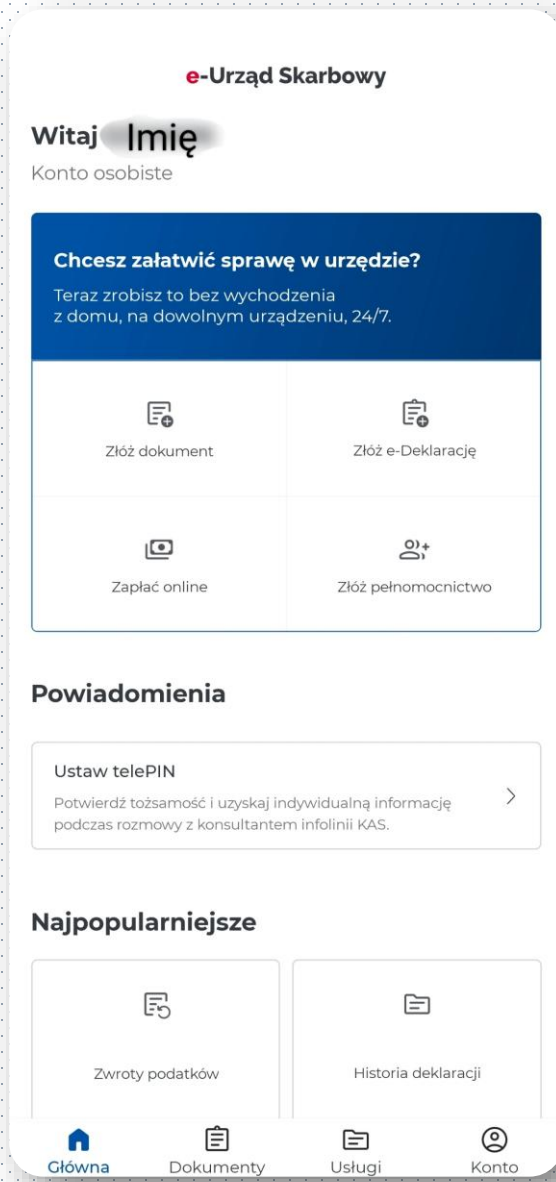 e-Urząd Skarbowy
Witaj Imię
Konto osobiste
Chcesz załatwić sprawę w urzędzie?
Teraz zrobisz to bez wychodzenia
z domu, na dowolnym urządzeniu, 24/7.
Złóż dokument
Złóż e-Deklarację
Zapłać online
Złóż pełnomocnictwo
Powiadomienia
Ustaw telePIN
Potwierdź tożsamość i uzyskaj indywidualną informację
podczas rozmowy z konsultantem infolinii KAS.
Najpopularniejsze
Zwroty podatków
Historia deklaracji
Główna
Dokumenty
Usługi
Konto